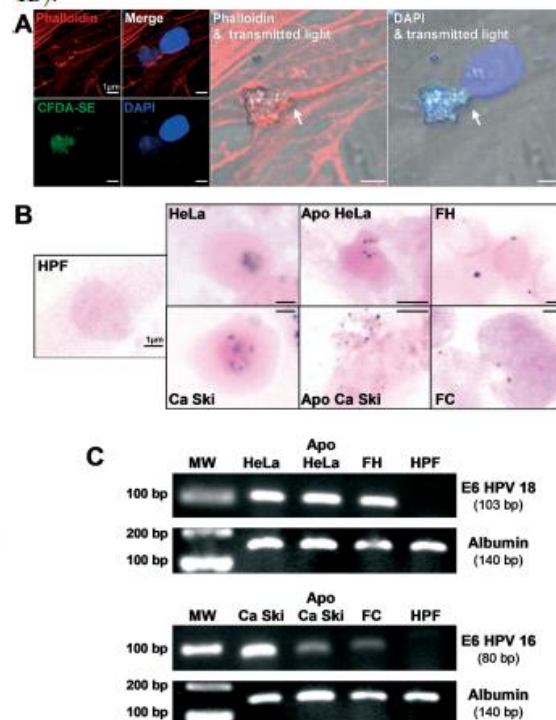 A
Phalloidin
Merge
1µm
CFDA-SE
DAPI
Phalloidin
& transmitted light
DAPI
& transmitted light
B
HPF
1µm
HeLa
Apo HeLa
FH
Ca Ski
Apo Ca Ski
FC
C
MW HeLa Apo HeLa FH HPF
100 bp
E6 HPV 18
(103 bp)
200 bp
100 bp
Albumin
(140 bp)
MW Ca Ski Apo Ca Ski FC HPF
100 bp
E6 HPV 16
(80 bp)
200 bp
100 bp
Albumin
(140 bp)